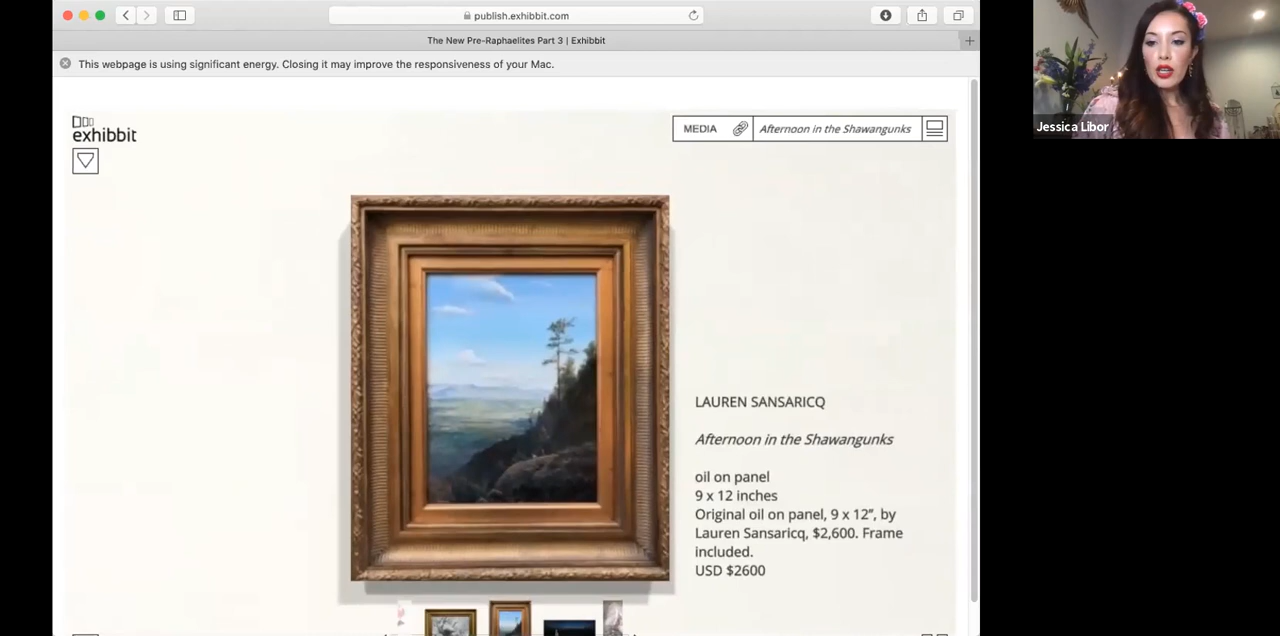 publish.exhibbit.com
The New Pre-Raphaelites Part 3 | Exhibbit
This webpage is using significant energy. Closing it may improve the responsiveness of your Mac.
exhibbit
MEDIA
Afternoon in the Shawangunks
Jessica Libor
LAUREN SANSARICQ
Afternoon in the Shawangunks
oil on panel
9 x 12 inches
Original oil on panel, 9 x 12”, by
Lauren Sansaricq, $2,600. Frame
included.
USD $2600